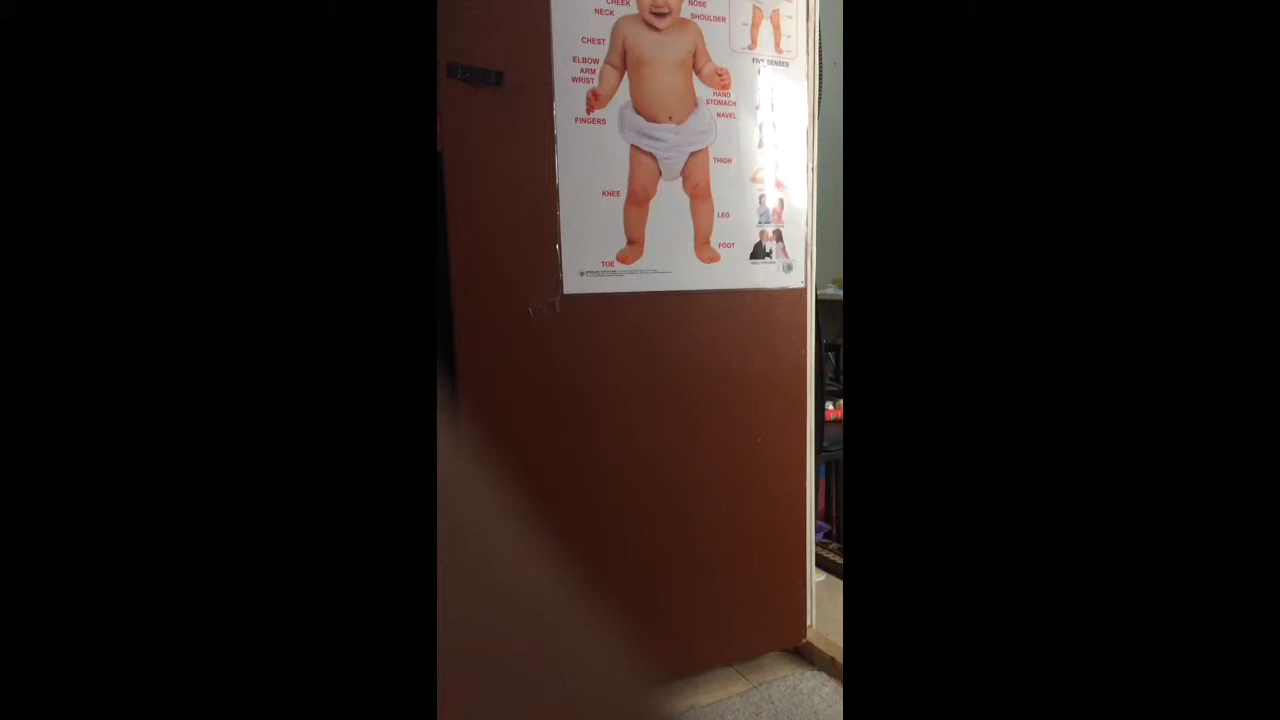 CHEEK
NOSE
NECK
SHOULDER
CHEST
ELBOW
ARM
WRIST
HAND
STOMACH
NAVEL
FINGERS
THIGH
KNEE
LEG
FOOT
TOE
FIVE SENSES